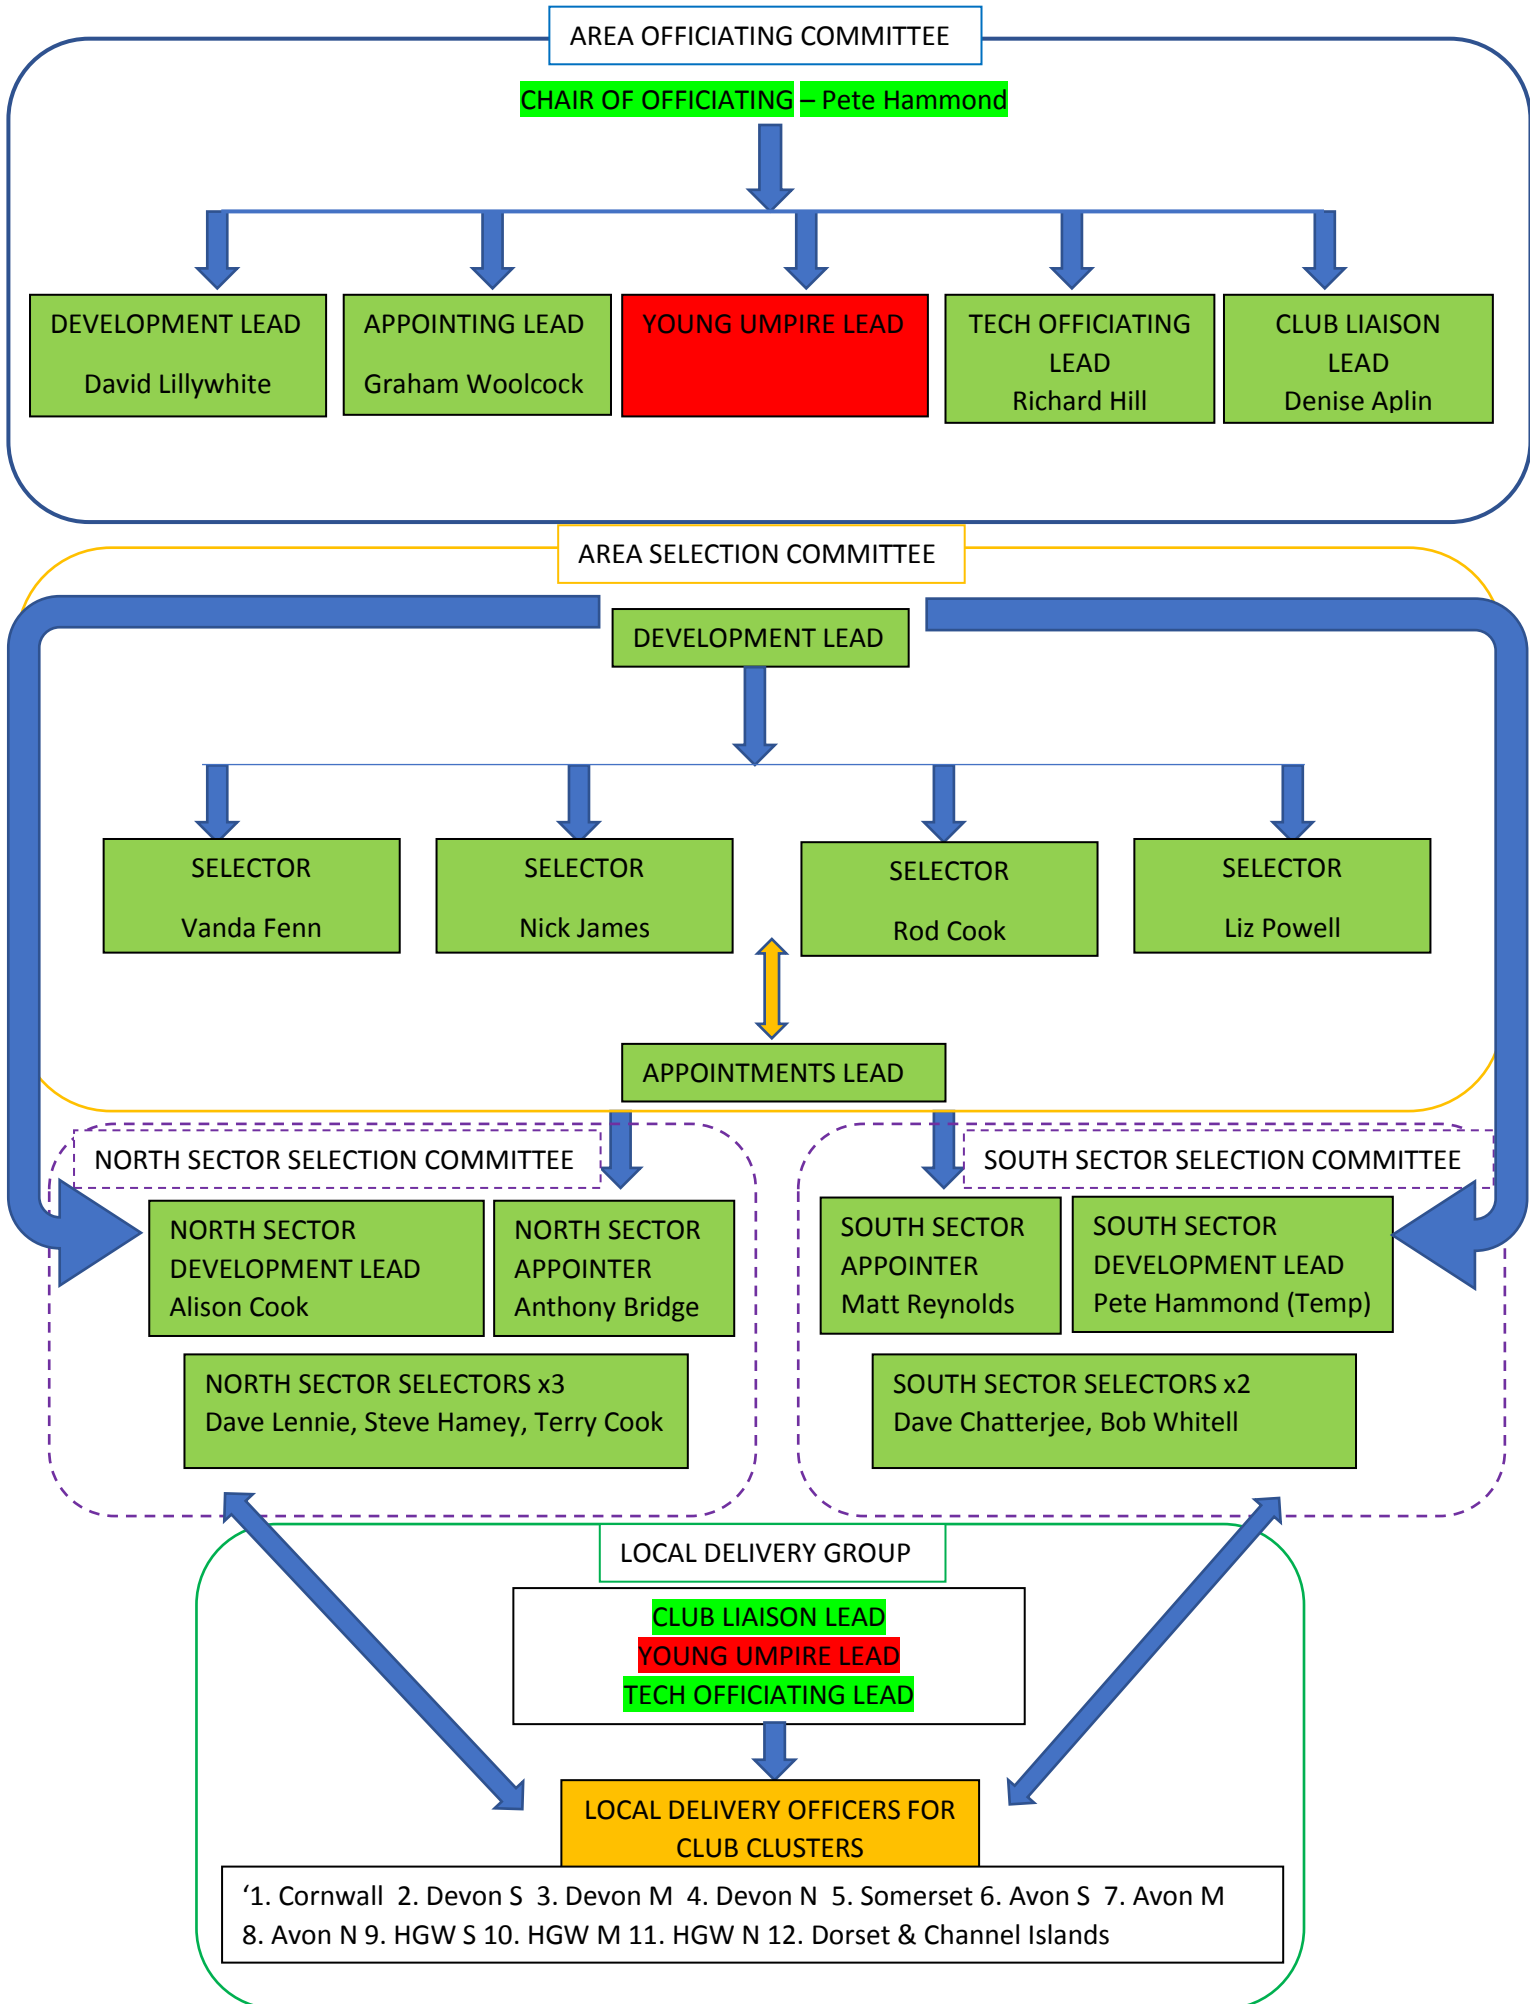 AREA OFFICIATING COMMITTEE
CHAIR OF OFFICIATING – Pete Hammond
DEVELOPMENT LEAD
David Lillywhite
APPOINTING LEAD
Graham Woolcock
YOUNG UMPIRE LEAD
TECH OFFICIATING
LEAD
Richard Hill
CLUB LIAISON
LEAD
Denise Aplin
AREA SELECTION COMMITTEE
DEVELOPMENT LEAD
SELECTOR
Vanda Fenn
SELECTOR
Nick James
SELECTOR
Rod Cook
SELECTOR
Liz Powell
APPOINTMENTS LEAD
NORTH SECTOR SELECTION COMMITTEE
NORTH SECTOR
DEVELOPMENT LEAD
Alison Cook
NORTH SECTOR
APPOINTER
Anthony Bridge
NORTH SECTOR SELECTORS x3
Dave Lennie, Steve Hamey, Terry Cook
SOUTH SECTOR SELECTION COMMITTEE
SOUTH SECTOR
APPOINTER
Matt Reynolds
SOUTH SECTOR
DEVELOPMENT LEAD
Pete Hammond (Temp)
SOUTH SECTOR SELECTORS x2
Dave Chatterjee, Bob Whitell
LOCAL DELIVERY GROUP
CLUB LIAISON LEAD
YOUNG UMPIRE LEAD
TECH OFFICIATING LEAD
LOCAL DELIVERY OFFICERS FOR
CLUB CLUSTERS
‘1. Cornwall 2. Devon S 3. Devon M 4. Devon N 5. Somerset 6. Avon S 7. Avon M
8. Avon N 9. HGW S 10. HGW M 11. HGW N 12. Dorset & Channel Islands